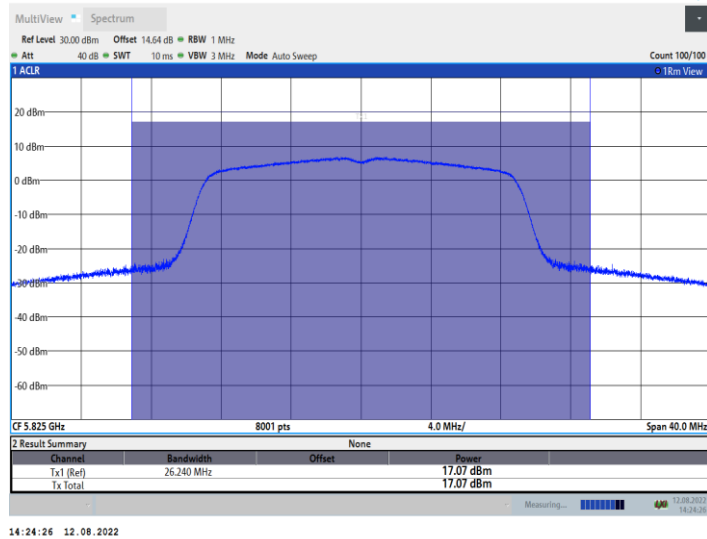 MultiView Spectrum
Ref Level 30.00 dBm Offset 14.64 dB RBW 1 MHz
Att 40 dB SWT 10 ms VBW 3 MHz Mode Auto Sweep Count 100/100
1 ACLR 1Rm View
20 dBm
10 dBm
0 dBm
-10 dBm
-20 dBm
-30 dBm
-40 dBm
-50 dBm
-60 dBm
CF 5.825 GHz 8001 pts 4.0 MHz/ Span 40.0 MHz
2 Result Summary None
Channel Bandwidth Offset Power
Tx1 (Ref) 26.240 MHz 17.07 dBm
Tx Total 17.07 dBm
Measuring... 12.08.2022
14:24:26
14:24:26 12.08.2022